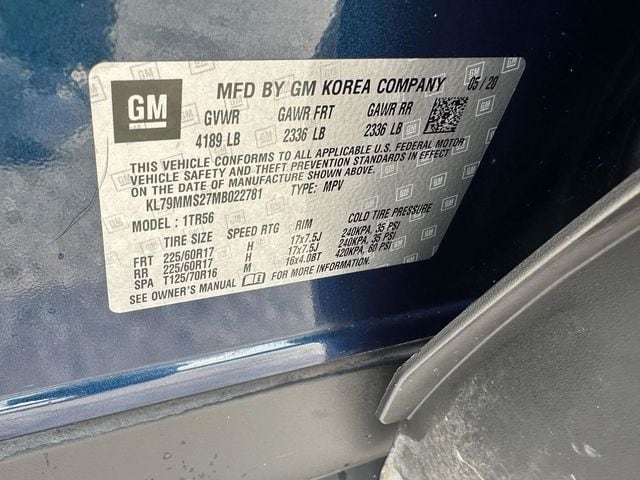 GM
MFD BY GM KOREA COMPANY 05/20
GVWR GAWR FRT GAWR RR
4189 LB 2336 LB 2336 LB
THIS VEHICLE CONFORMS TO ALL APPLICABLE U.S. FEDERAL MOTOR
VEHICLE SAFETY AND THEFT PREVENTION STANDARDS IN EFFECT
ON THE DATE OF MANUFACTURE SHOWN ABOVE.
KL79MMS27MB022781 TYPE: MPV
MODEL: 1TR56
TIRE SIZE SPEED RTG RIM COLD TIRE PRESSURE
FRT 225/60R17 H 17x7.5J 240KPA, 35 PSI
RR 225/60R17 H 17x7.5J 240KPA, 35 PSI
SPA T125/70R16 M 16x4.0BT 420KPA, 60 PSI
SEE OWNER'S MANUAL FOR MORE INFORMATION.